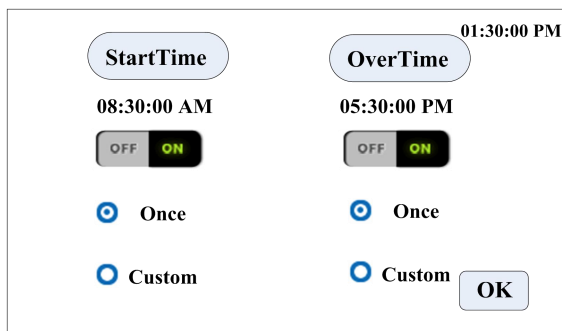 01:30:00 PM
StartTime OverTime
08:30:00 AM 05:30:00 PM
OFF ON OFF ON
Once Once
Custom Custom
OK